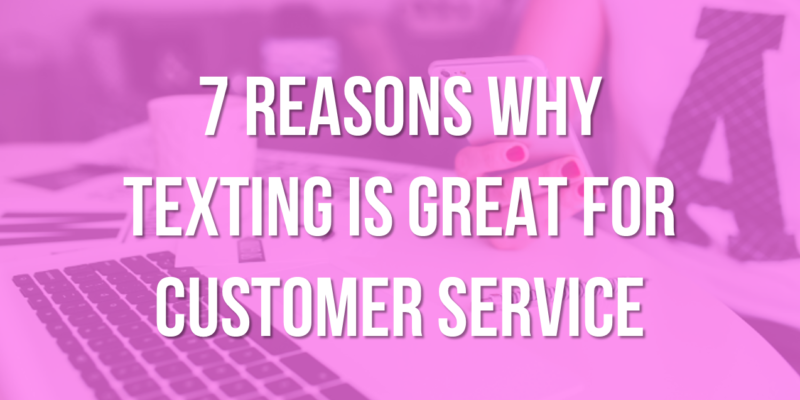 7 REASONS WHY
TEXTING IS GREAT FOR
CUSTOMER SERVICE
A